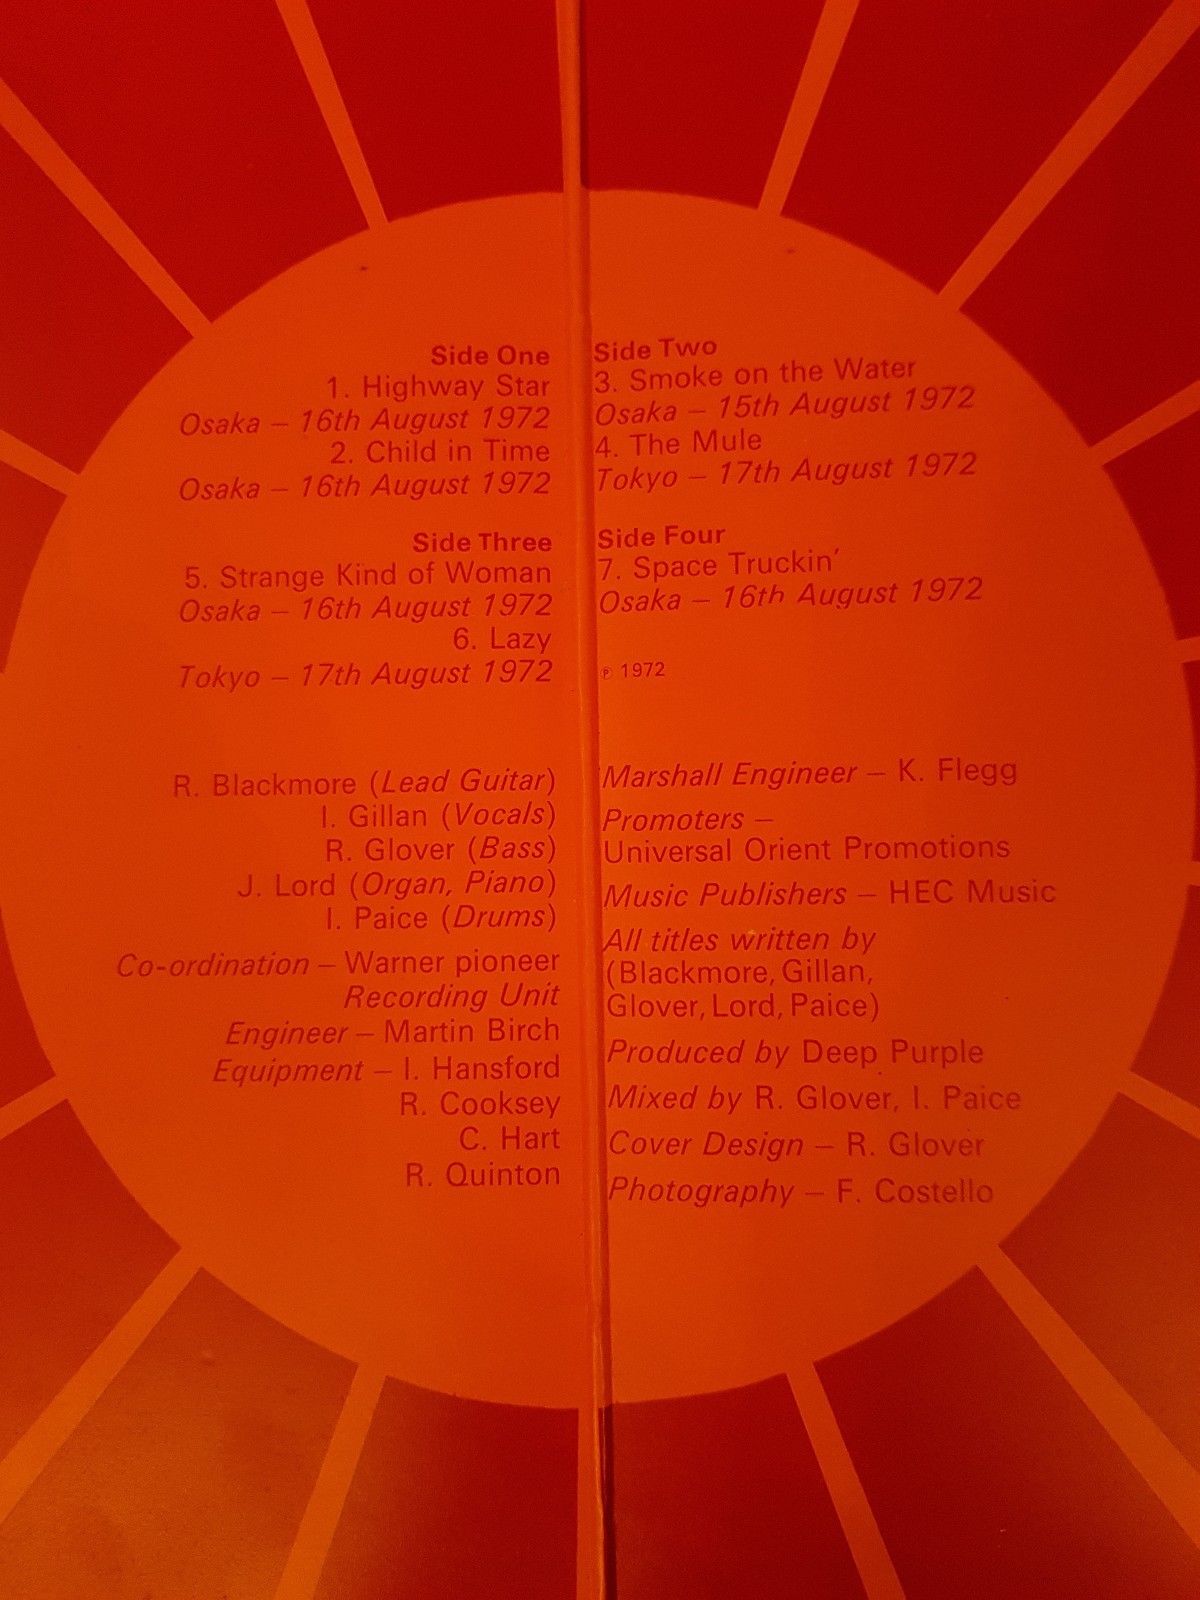 Side One
1. Highway Star
Osaka – 16th August 1972
2. Child in Time
Osaka – 16th August 1972
Side Two
3. Smoke on the Water
Osaka – 15th August 1972
4. The Mule
Tokyo – 17th August 1972
Side Three
5. Strange Kind of Woman
Osaka – 16th August 1972
6. Lazy
Tokyo – 17th August 1972
Side Four
7. Space Truckin'
Osaka – 16th August 1972
℗ 1972
R. Blackmore (Lead Guitar)
I. Gillan (Vocals)
R. Glover (Bass)
J. Lord (Organ, Piano)
I. Paice (Drums)
Co-ordination – Warner pioneer
Recording Unit
Engineer – Martin Birch
Equipment – I. Hansford
R. Cooksey
C. Hart
R. Quinton
Marshall Engineer – K. Flegg
Promoters –
Universal Orient Promotions
Music Publishers – HEC Music
All titles written by
(Blackmore, Gillan,
Glover, Lord, Paice)
Produced by Deep Purple
Mixed by R. Glover, I. Paice
Cover Design – R. Glover
Photography – F. Costello